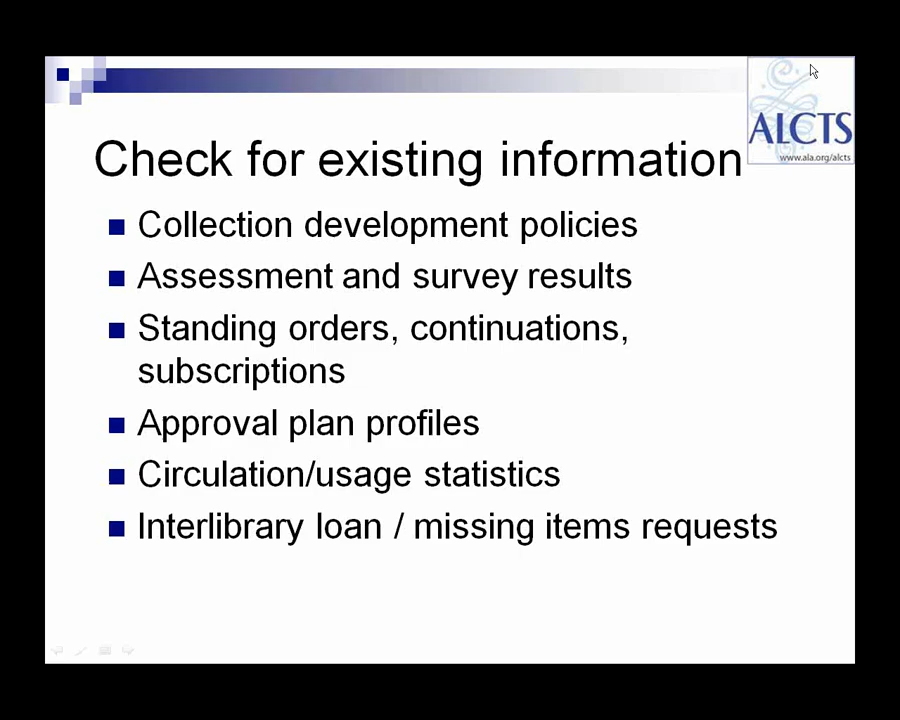 ALCTS
www.ala.org/alcts
Check for existing information
Collection development policies
Assessment and survey results
Standing orders, continuations,
subscriptions
Approval plan profiles
Circulation/usage statistics
Interlibrary loan / missing items requests